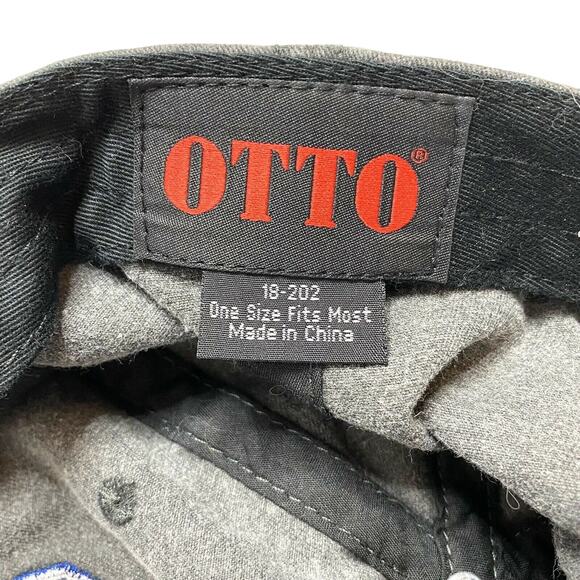 OTTO®
18-202
One Size Fits Most
Made in China